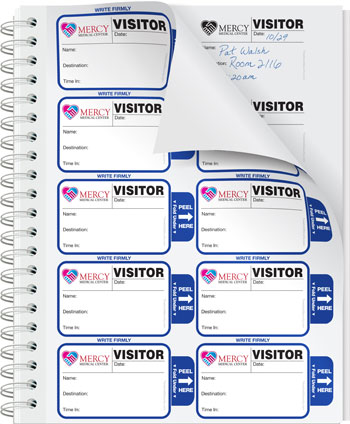 WRITE FIRMLY
MERCY
MEDICAL CENTER
VISITOR
Date:
Name:
Destination:
Time In:
MERCY
MEDICAL CENTER
VISITOR
Date: 10/29
Pat Walsh
Room 2116
20am
WRITE FIRMLY
MERCY
MEDICAL CENTER
VISITOR
Date:
Name:
Destination:
Time In:
VISITOR
WRITE FIRMLY
MERCY
MEDICAL CENTER
VISITOR
Date:
Name:
Destination:
Time In:
Fold Under
PEEL
HERE
MERCY
MEDICAL CENTER
VISITOR
Date:
Name:
Destination:
Time In:
Fold Under
PEEL
HERE
WRITE FIRMLY
MERCY
MEDICAL CENTER
VISITOR
Date:
Name:
Destination:
Time In:
Fold Under
PEEL
HERE
WRITE FIRMLY
MERCY
MEDICAL CENTER
VISITOR
Date:
Name:
Destination:
Time In:
Fold Under
PEEL
HERE
WRITE FIRMLY
MERCY
MEDICAL CENTER
VISITOR
Date:
Name:
Destination:
Time In:
Fold Under
PEEL
HERE
WRITE FIRMLY
MERCY
MEDICAL CENTER
VISITOR
Date:
Name:
Destination:
Time In:
Fold Under
PEEL
HERE